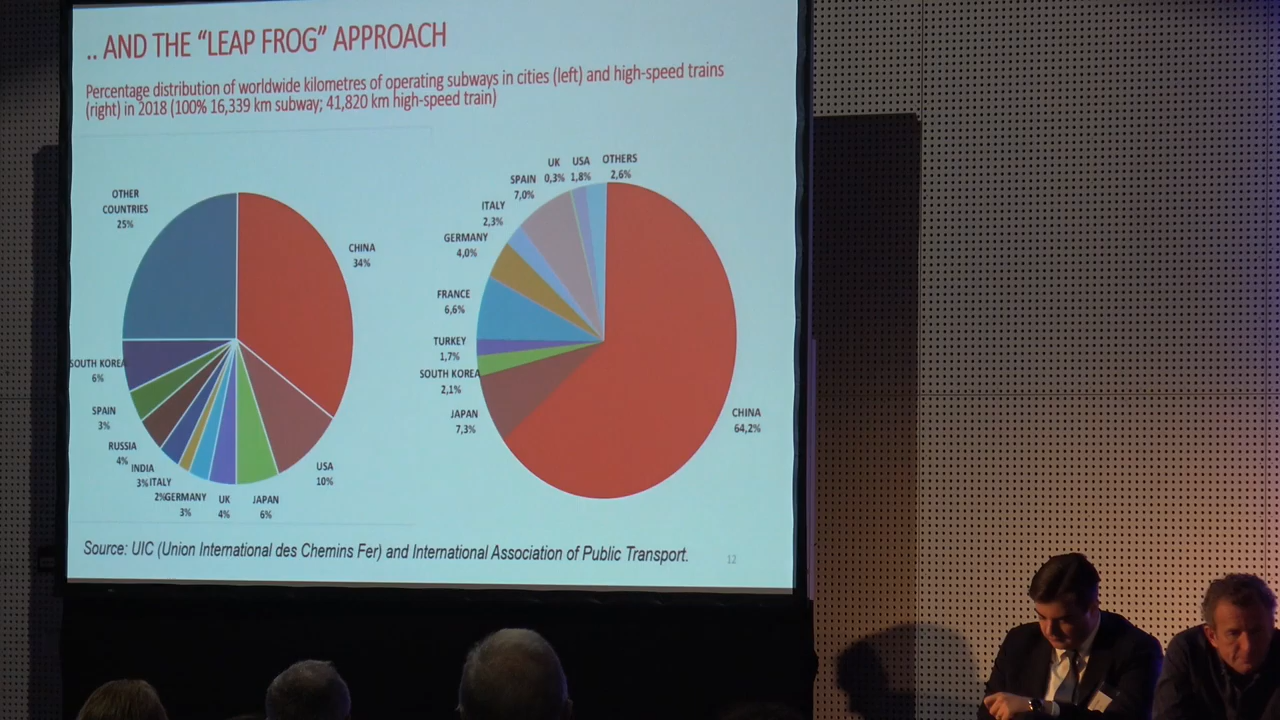 .. AND THE “LEAP FROG” APPROACH
Percentage distribution of worldwide kilometres of operating subways in cities (left) and high-speed trains
(right) in 2018 (100% 16,339 km subway; 41,820 km high-speed train)
OTHER
COUNTRIES
25%
CHINA
34%
SOUTH KOREA
6%
SPAIN
3%
RUSSIA
4%
INDIA
3%
ITALY
2%
GERMANY
3%
UK
4%
JAPAN
6%
USA
10%
UK
0,3%
USA
1,8%
OTHERS
2,6%
SPAIN
7,0%
ITALY
2,3%
GERMANY
4,0%
FRANCE
6,6%
TURKEY
1,7%
SOUTH KOREA
2,1%
JAPAN
7,3%
CHINA
64,2%
Source: UIC (Union International des Chemins Fer) and International Association of Public Transport.
12